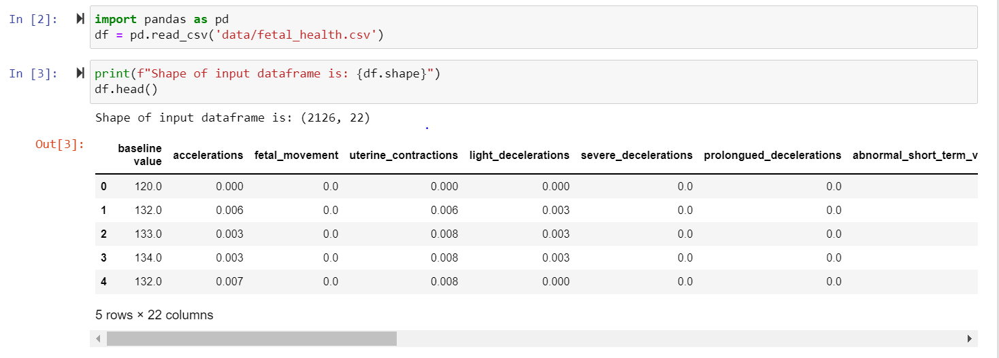 In [2]: import pandas as pd
df = pd.read_csv('data/fetal_health.csv')
In [3]: print(f"Shape of input dataframe is: {df.shape}")
df.head()
Shape of input dataframe is: (2126, 22)
Out[3]:
baseline value accelerations fetal_movement uterine_contractions light_decelerations severe_decelerations prolongued_decelerations abnormal_short_term_v
0 120.0 0.000 0.0 0.000 0.000 0.0 0.0
1 132.0 0.006 0.0 0.006 0.003 0.0 0.0
2 133.0 0.003 0.0 0.008 0.003 0.0 0.0
3 134.0 0.003 0.0 0.008 0.003 0.0 0.0
4 132.0 0.007 0.0 0.008 0.000 0.0 0.0
5 rows × 22 columns